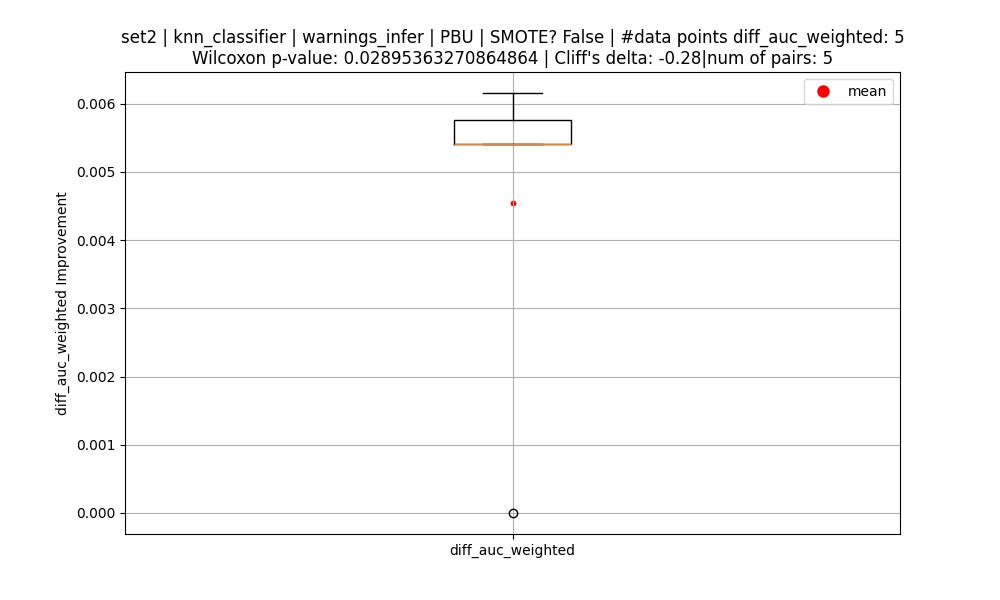 set2 | knn_classifier | warnings_infer | PBU | SMOTE? False | #data points diff_auc_weighted: 5
Wilcoxon p-value: 0.02895363270864864 | Cliff's delta: -0.28|num of pairs: 5
mean
0.006
0.005
0.004
0.003
0.002
0.001
0.000
diff_auc_weighted Improvement
diff_auc_weighted